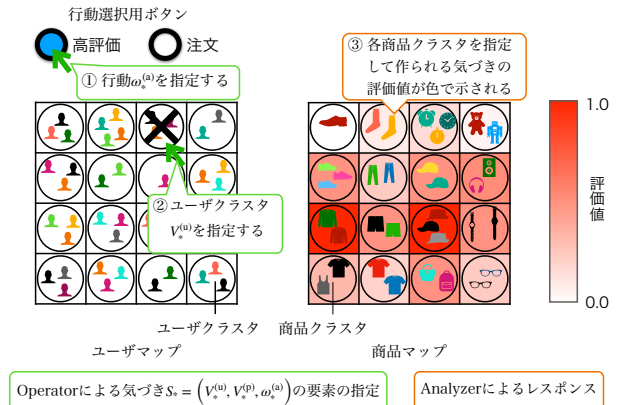 行動選択用ボタン
高評価
注文
① 行動ω*^(a)を指定する
③ 各商品クラスタを指定
して作られる気づきの
評価値が色で示される
② ユーザクラスタ
V*^(u)を指定する
1.0
評価値
0.0
ユーザクラスタ
商品クラスタ
ユーザマップ
商品マップ
Operatorによる気づきS* = (V*^(u), V*^(p), ω*^(a))の要素の指定
Analyzerによるレスポンス